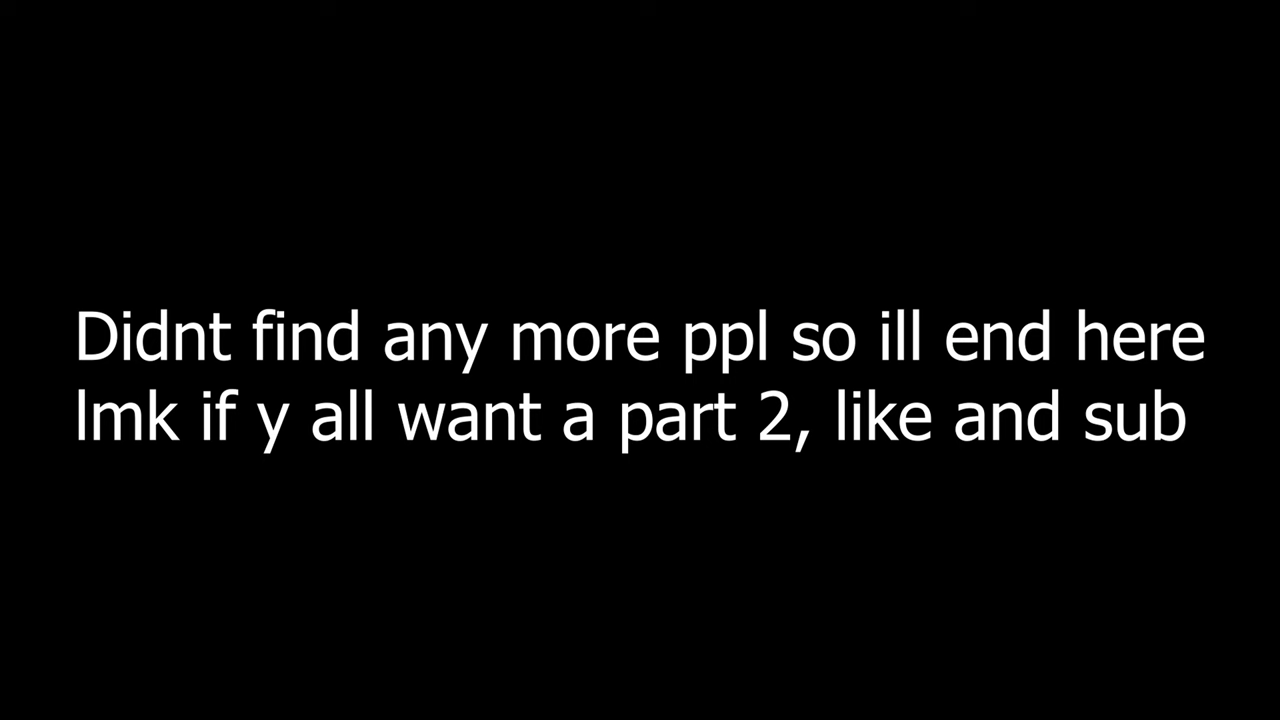 Didnt find any more ppl so ill end here
lmk if y all want a part 2, like and sub